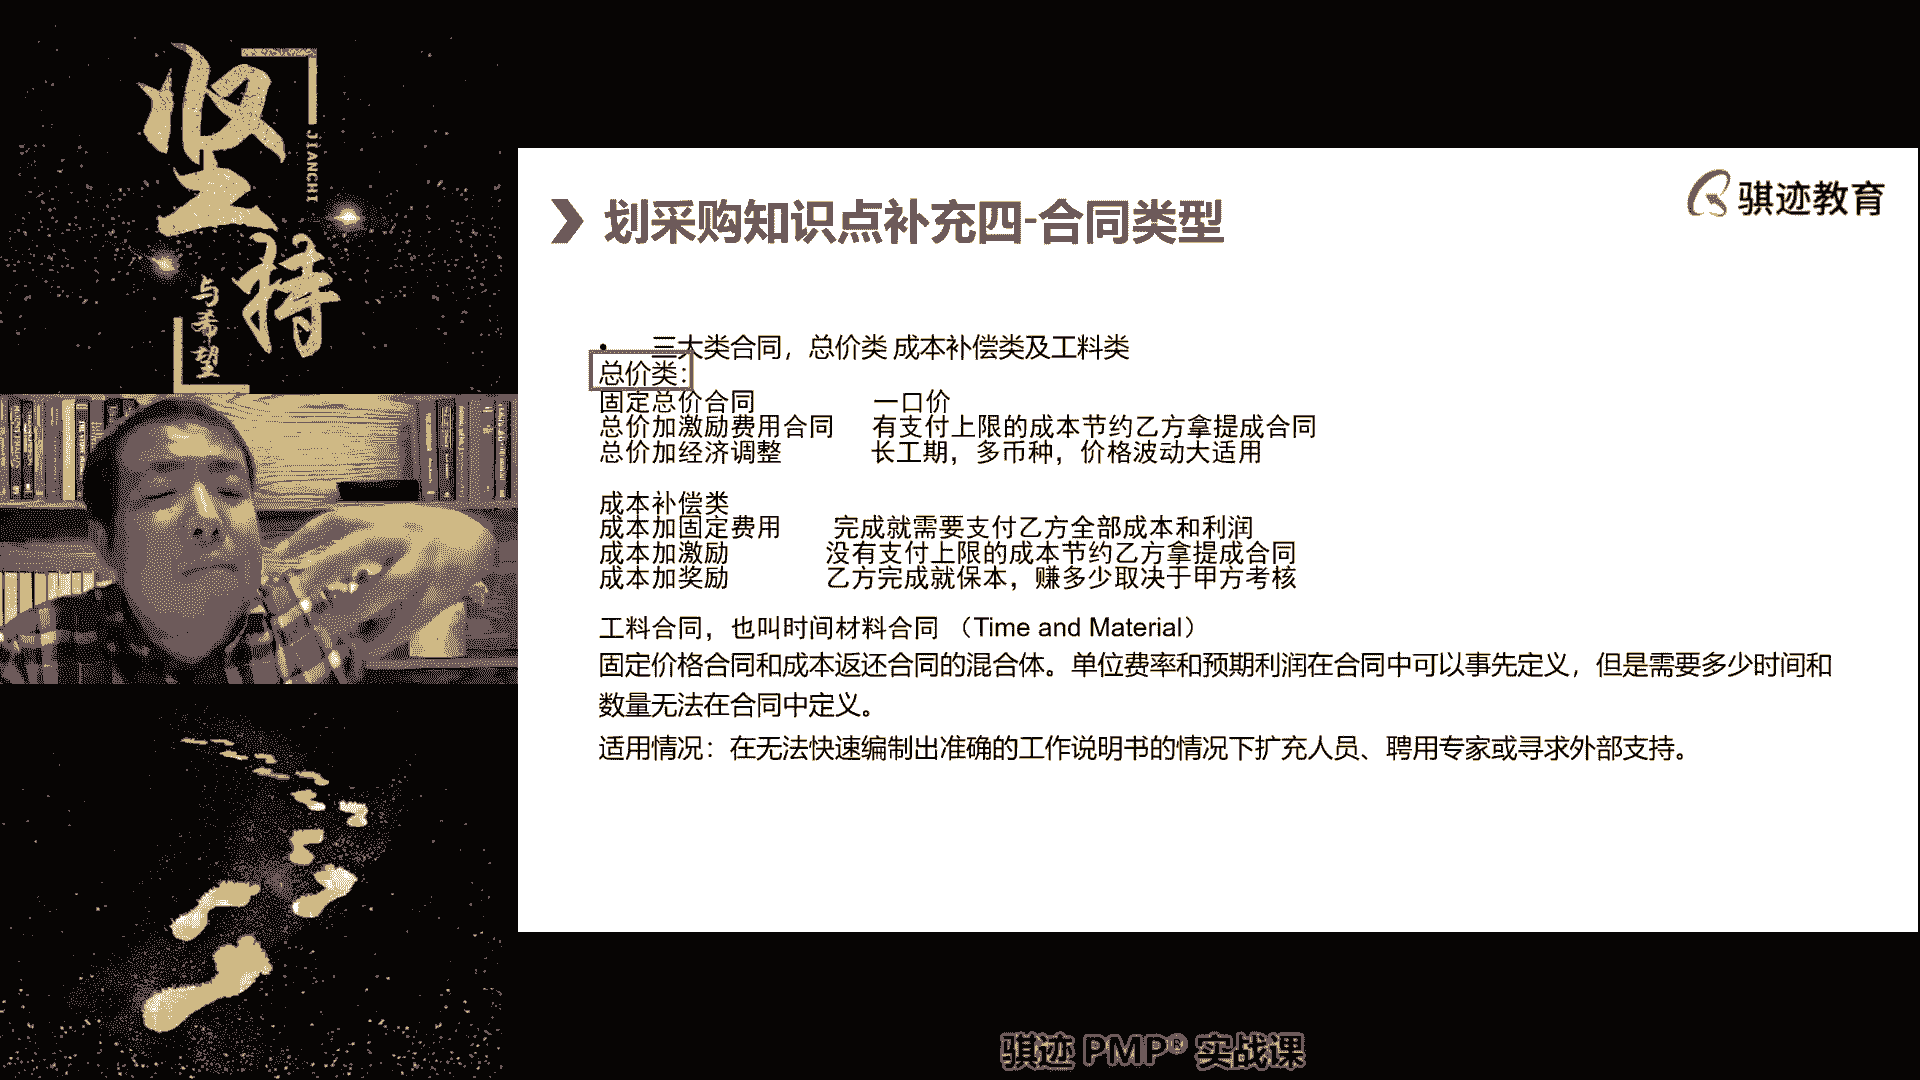 坚持
JIANCHI
与希望
骐迹教育
划采购知识点补充四-合同类型
• 三大类合同，总价类 成本补偿类及工料类
总价类：
固定总价合同 一口价
总价加激励费用合同 有支付上限的成本节约乙方拿提成合同
总价加经济调整 长工期，多币种，价格波动大适用
成本补偿类
成本加固定费用 完成就需要支付乙方全部成本和利润
成本加激励 没有支付上限的成本节约乙方拿提成合同
成本加奖励 乙方完成就保本，赚多少取决于甲方考核
工料合同，也叫时间材料合同 （Time and Material）
固定价格合同和成本返还合同的混合体。单位费率和预期利润在合同中可以事先定义，但是需要多少时间和
数量无法在合同中定义。
适用情况：在无法快速编制出准确的工作说明书的情况下扩充人员、聘用专家或寻求外部支持。
骐迹 PMP® 实战课